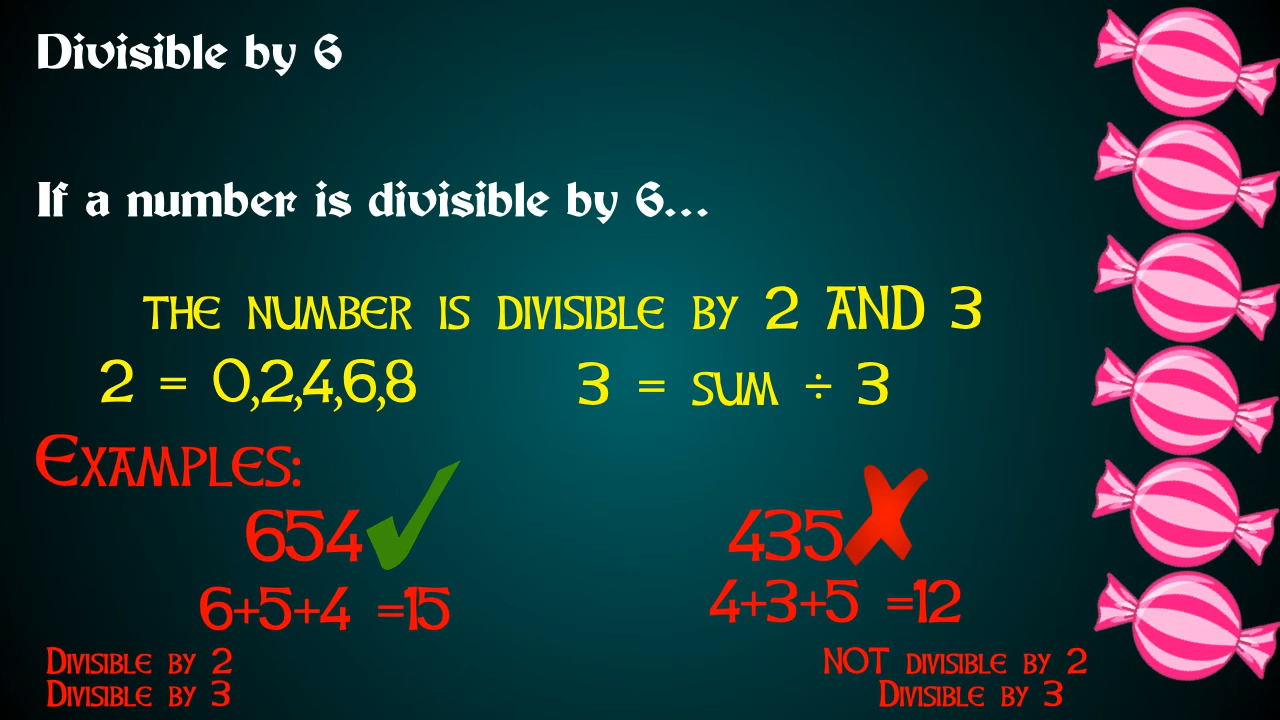 Divisible by 6
If a number is divisible by 6...
THE NUMBER IS DIVISIBLE BY 2 AND 3
2 = 0,2,4,6,8
3 = SUM ÷ 3
EXAMPLES:
654
435
6+5+4 =15
4+3+5 =12
DIVISIBLE BY 2
DIVISIBLE BY 3
NOT DIVISIBLE BY 2
DIVISIBLE BY 3